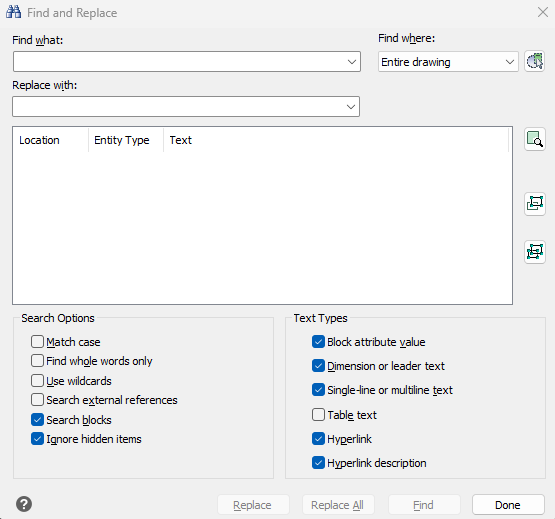 Find and Replace
Find what:
Find where:
Entire drawing
Replace with:
Location Entity Type Text
Search Options
Match case
Find whole words only
Use wildcards
Search external references
Search blocks
Ignore hidden items
Text Types
Block attribute value
Dimension or leader text
Single-line or multiline text
Table text
Hyperlink
Hyperlink description
?
Replace Replace All Find Done